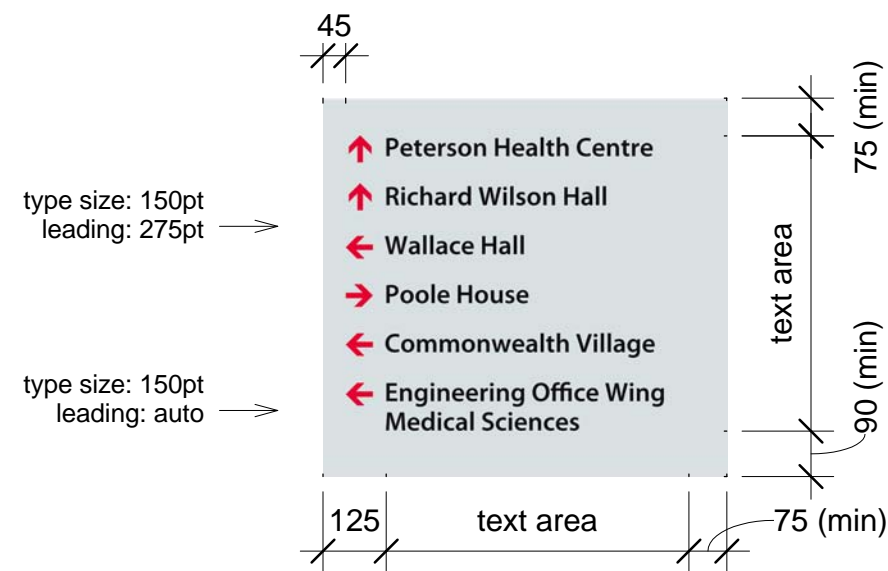 45
75 (min)
Peterson Health Centre
type size: 150pt
leading: 275pt
Richard Wilson Hall
Wallace Hall
text area
Poole House
Commonwealth Village
90 (min)
type size: 150pt
leading: auto
Engineering Office Wing
Medical Sciences
125
text area
75 (min)